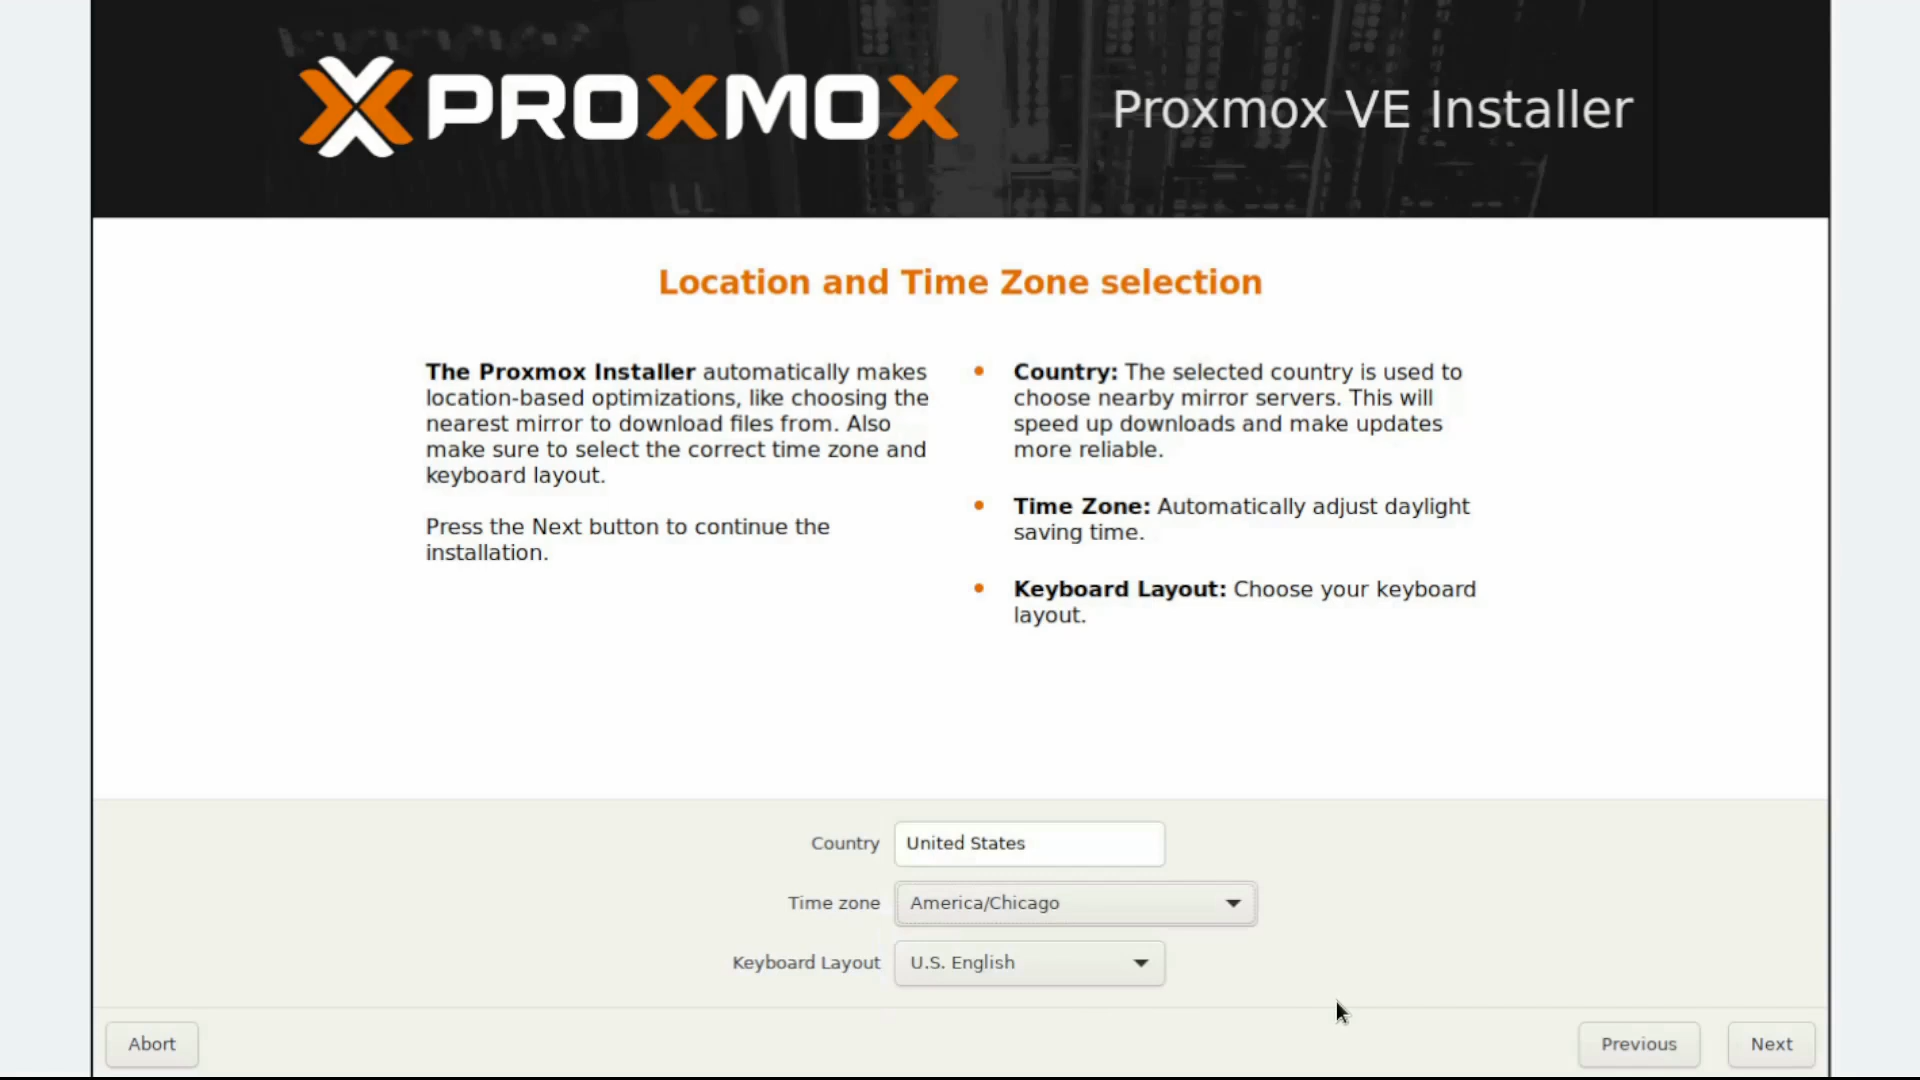 PROXMOX
Proxmox VE Installer
Location and Time Zone selection
The Proxmox Installer automatically makes
location-based optimizations, like choosing the
nearest mirror to download files from. Also
make sure to select the correct time zone and
keyboard layout.
Press the Next button to continue the
installation.
• Country: The selected country is used to
choose nearby mirror servers. This will
speed up downloads and make updates
more reliable.
• Time Zone: Automatically adjust daylight
saving time.
• Keyboard Layout: Choose your keyboard
layout.
Country United States
Time zone America/Chicago
Keyboard Layout U.S. English
Abort Previous Next